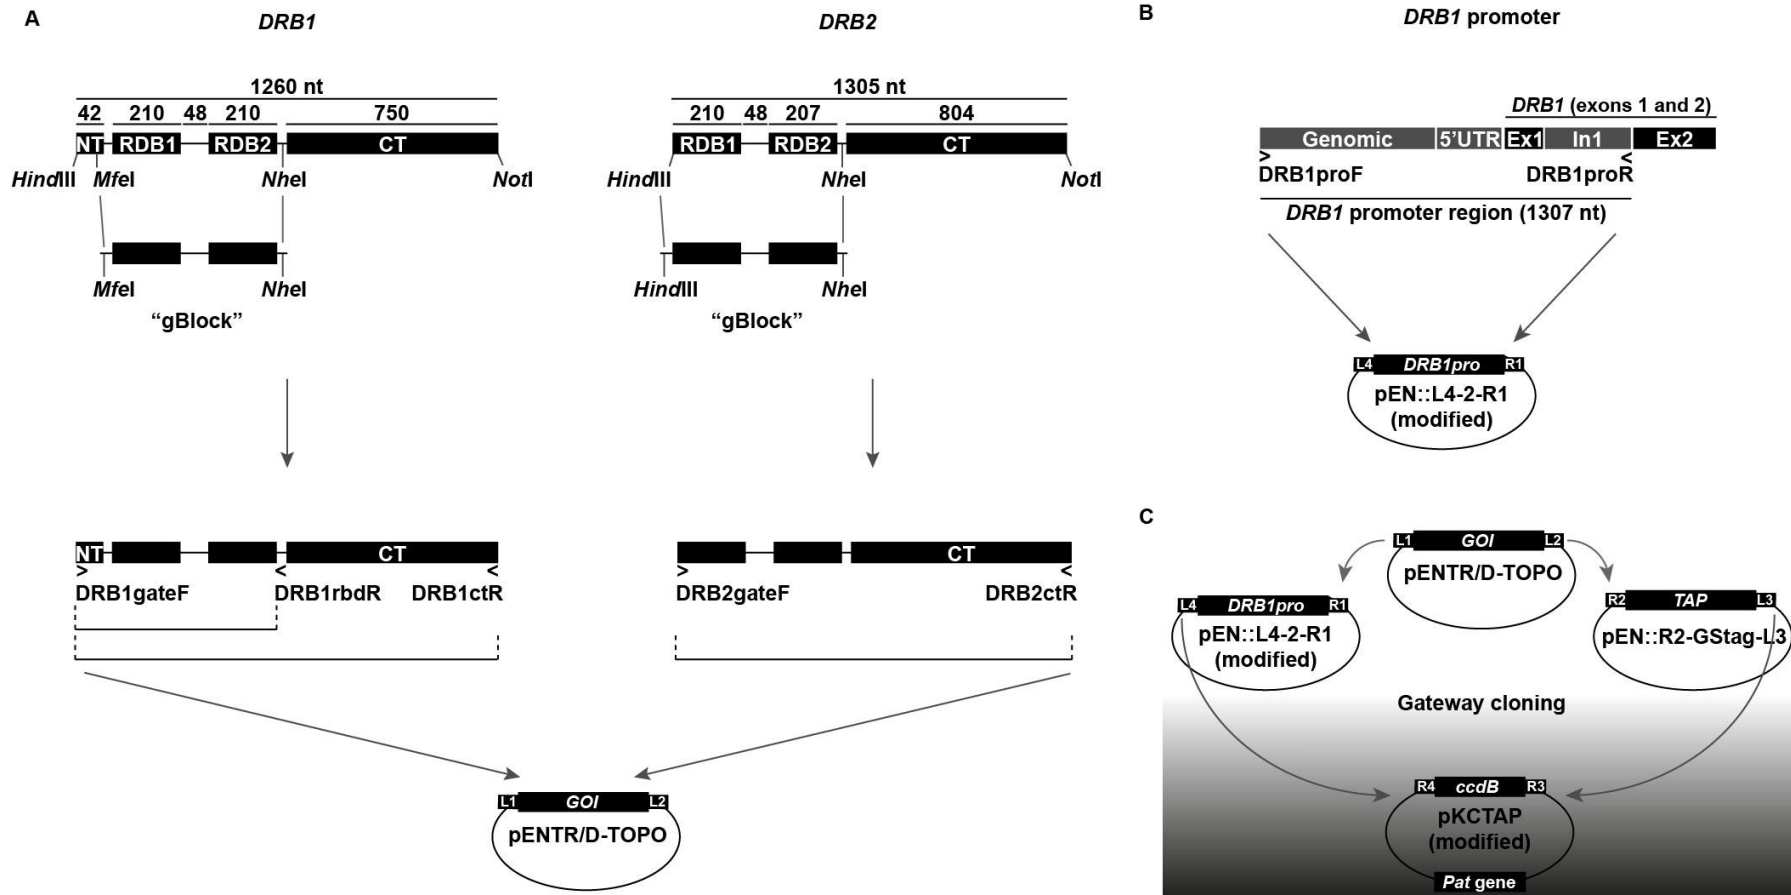 A
DRB1
DRB2
1260 nt
1305 nt
42 210 48 210 750
210 48 207 804
NT RDB1 RDB2 CT
RDB1 RDB2 CT
HindIII MfeI NheI NotI
HindIII NheI NotI
MfeI NheI
HindIII NheI
“gBlock”
“gBlock”
NT CT
CT
> < <
> <
DRB1gateF DRB1rbdR DRB1ctR
DRB2gateF DRB2ctR
L1 GOI L2
pENTR/D-TOPO
B
DRB1 promoter
DRB1 (exons 1 and 2)
Genomic 5’UTR Ex1 In1 Ex2
> <
DRB1proF DRB1proR
DRB1 promoter region (1307 nt)
L4 DRB1pro R1
pEN::L4-2-R1
(modified)
C
L1 GOI L2
pENTR/D-TOPO
L4 DRB1pro R1
pEN::L4-2-R1
(modified)
R2 TAP L3
pEN::R2-GStag-L3
Gateway cloning
R4 ccdB R3
pKCTAP
(modified)
Pat gene